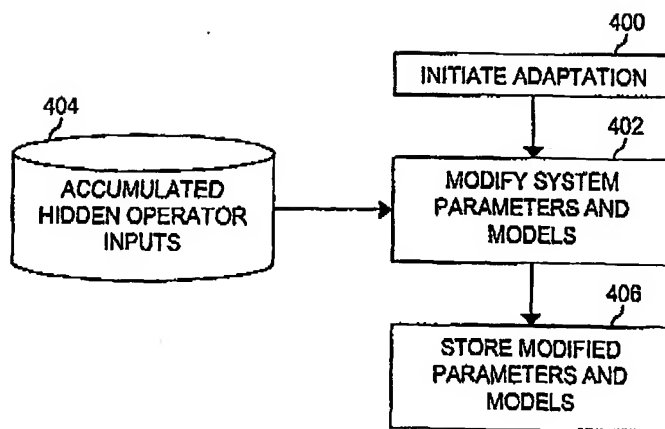 400
INITIATE ADAPTATION
404
402
ACCUMULATED
HIDDEN OPERATOR
INPUTS
MODIFY SYSTEM
PARAMETERS AND
MODELS
406
STORE MODIFIED
PARAMETERS AND
MODELS